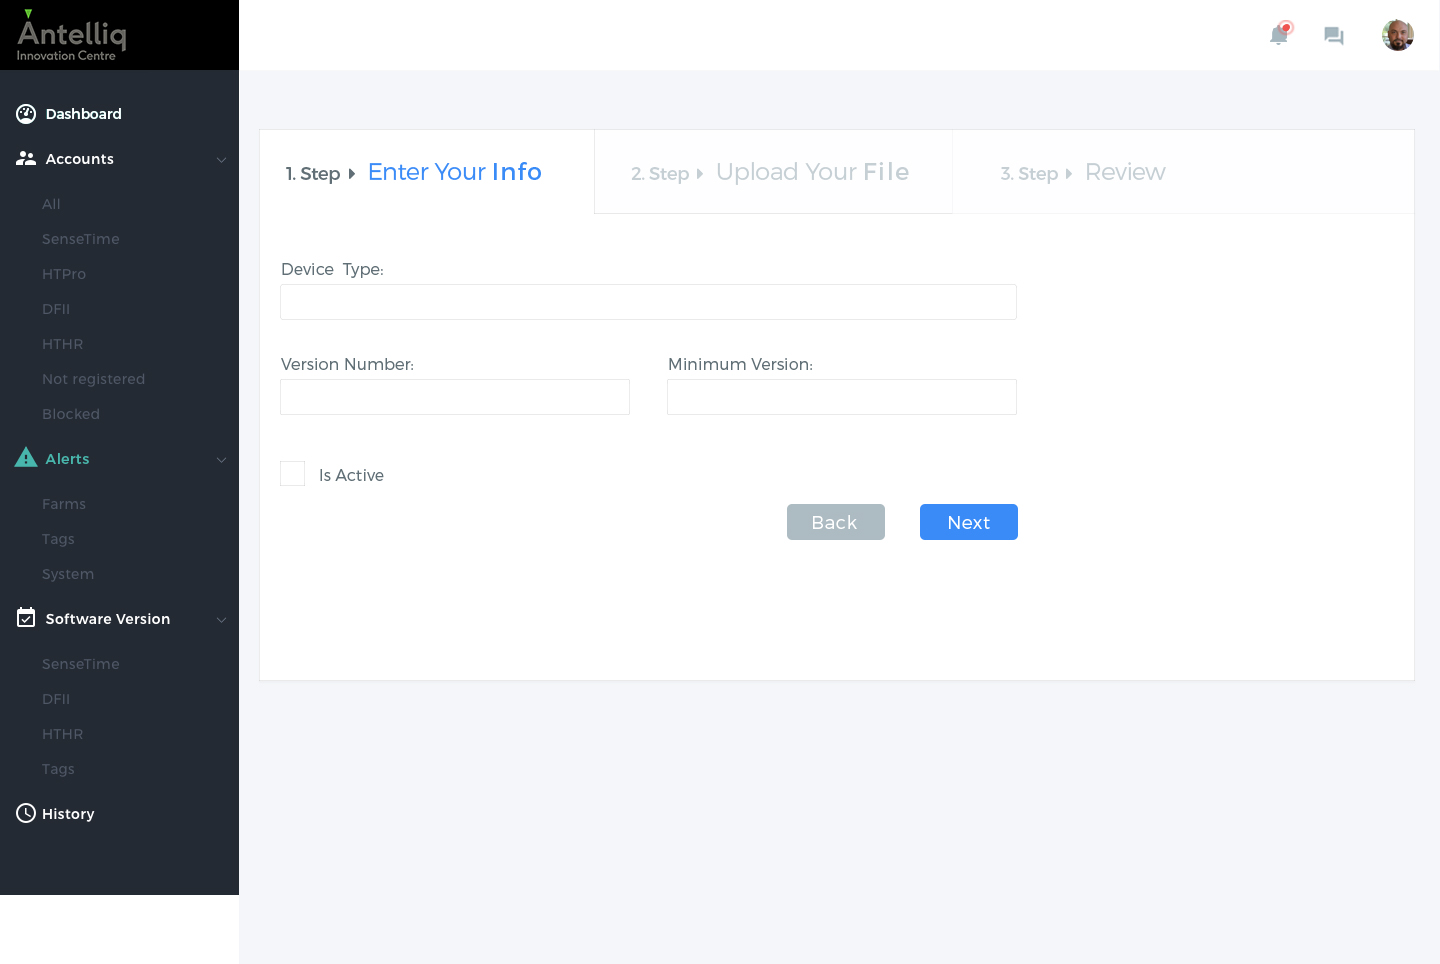 Antelliq
Innovation Centre
Dashboard
Accounts
All
SenseTime
HTPro
DFII
HTHR
Not registered
Blocked
Alerts
Farms
Tags
System
Software Version
SenseTime
DFII
HTHR
Tags
History
1. Step Enter Your Info
2. Step Upload Your File
3. Step Review
Device Type:
Version Number:
Minimum Version:
Is Active
Back
Next